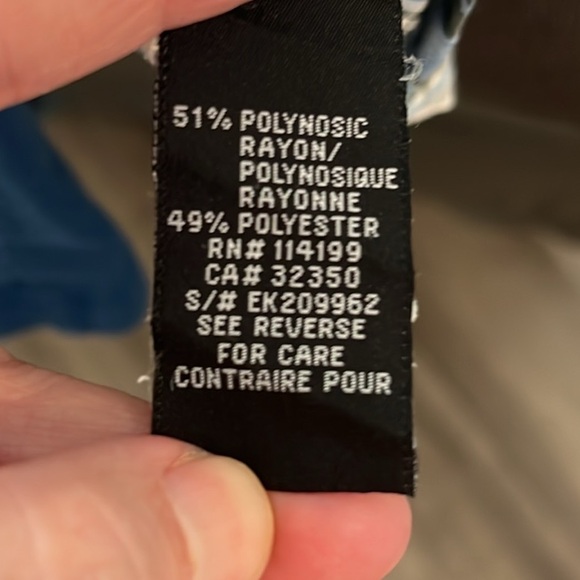 51% POLYNOSIC
RAYON/
POLYNOSIQUE
RAYONNE
49% POLYESTER
RN# 114199
CA# 32350
S/# EK209962
SEE REVERSE
FOR CARE
CONTRAIRE POUR